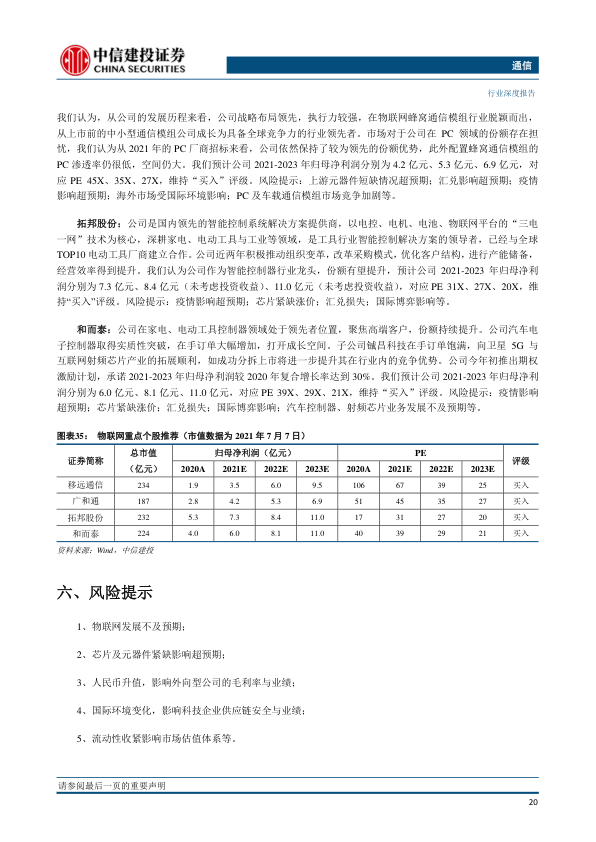 中信建投证券
CHINA SECURITIES
通信
行业深度报告
我们认为，从公司的发展历程来看，公司战略布局领先，执行力较强，在物联网蜂窝通信模组行业脱颖而出，
从上市前的中小型通信模组公司成长为具备全球竞争力的行业领先者。市场对于公司在 PC 领域的份额存在担
忧，我们认为从 2021 年的 PC 厂商招标来看，公司依然保持了较为领先的份额优势，此外配置蜂窝通信模组的
PC 渗透率仍很低，空间仍大。我们预计公司 2021-2023 年归母净利润分别为 4.2 亿元、5.3 亿元、6.9 亿元，对
应 PE 45X、35X、27X，维持“买入”评级。风险提示：上游元器件短缺情况超预期；汇兑影响超预期；疫情
影响超预期；海外市场受国际环境影响；PC 及车载通信模组市场竞争加剧等。
拓邦股份：公司是国内领先的智能控制系统解决方案提供商，以电控、电机、电池、物联网平台的“三电
一网”技术为核心，深耕家电、电动工具与工业等领域，是工具行业智能控制解决方案的领导者，已经与全球
TOP10 电动工具厂商建立合作。公司近两年积极推动组织变革，改革采购模式，优化客户结构，进行产能储备，
经营效率得到提升。我们认为公司作为智能控制器行业龙头，份额有望提升，预计公司 2021-2023 年归母净利
润分别为 7.3 亿元、8.4 亿元（未考虑投资收益）、11.0 亿元（未考虑投资收益），对应 PE 31X、27X、20X，维
持“买入”评级。风险提示：疫情影响超预期；芯片紧缺涨价；汇兑损失；国际博弈影响等。
和而泰：公司在家电、电动工具控制器领域处于领先者位置，聚焦高端客户，份额持续提升。公司汽车电
子控制器取得实质性突破，在手订单大幅增加，打开成长空间。子公司铖昌科技在手订单饱满，向卫星 5G 与
互联网射频芯片产业的拓展顺利，如成功分拆上市将进一步提升其在行业内的竞争优势。公司今年初推出期权
激励计划，承诺 2021-2023 年归母净利润较 2020 年复合增长率达到 30%。我们预计公司 2021-2023 年归母净利
润分别为 6.0 亿元、8.1 亿元、11.0 亿元，对应 PE 39X、29X、21X，维持“买入”评级。风险提示：疫情影响
超预期；芯片紧缺涨价；汇兑损失；国际博弈影响；汽车控制器、射频芯片业务发展不及预期等。
图表35： 物联网重点个股推荐（市值数据为 2021 年 7 月 7 日）
证券简称 总市值（亿元） 归母净利润（亿元） PE 评级
2020A 2021E 2022E 2023E 2020A 2021E 2022E 2023E
移远通信 234 1.9 3.5 6.0 9.5 106 67 39 25 买入
广和通 187 2.8 4.2 5.3 6.9 51 45 35 27 买入
拓邦股份 232 5.3 7.3 8.4 11.0 17 31 27 20 买入
和而泰 224 4.0 6.0 8.1 11.0 40 39 29 21 买入
资料来源：Wind，中信建投
六、风险提示
1、物联网发展不及预期；
2、芯片及元器件紧缺影响超预期；
3、人民币升值，影响外向型公司的毛利率与业绩；
4、国际环境变化，影响科技企业供应链安全与业绩；
5、流动性收紧影响市场估值体系等。
请参阅最后一页的重要声明
20